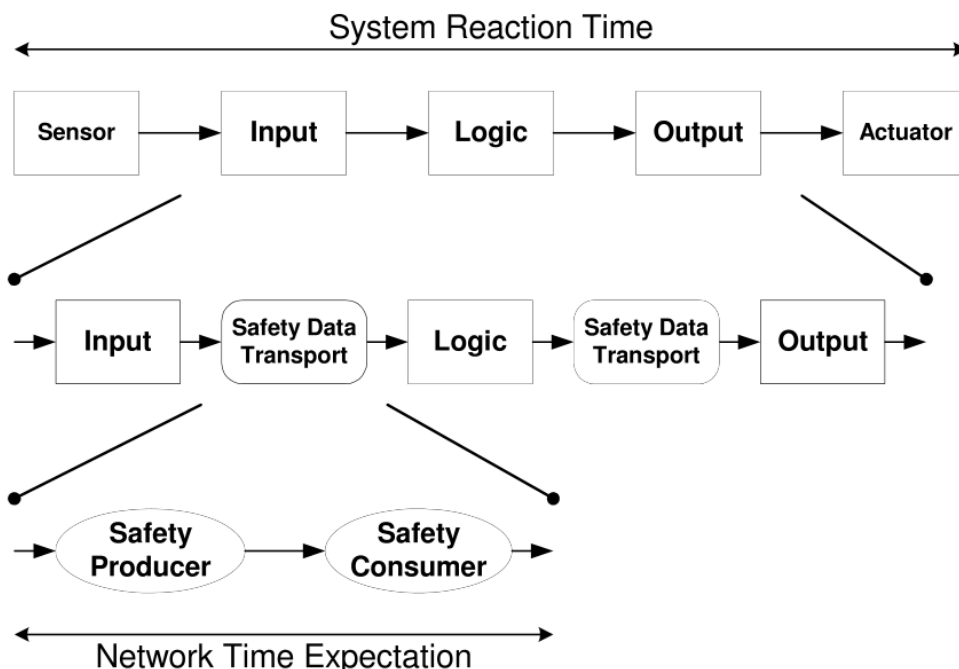 System Reaction Time
Sensor
Input
Logic
Output
Actuator
Input
Safety Data
Transport
Logic
Safety Data
Transport
Output
Safety
Producer
Safety
Consumer
Network Time Expectation